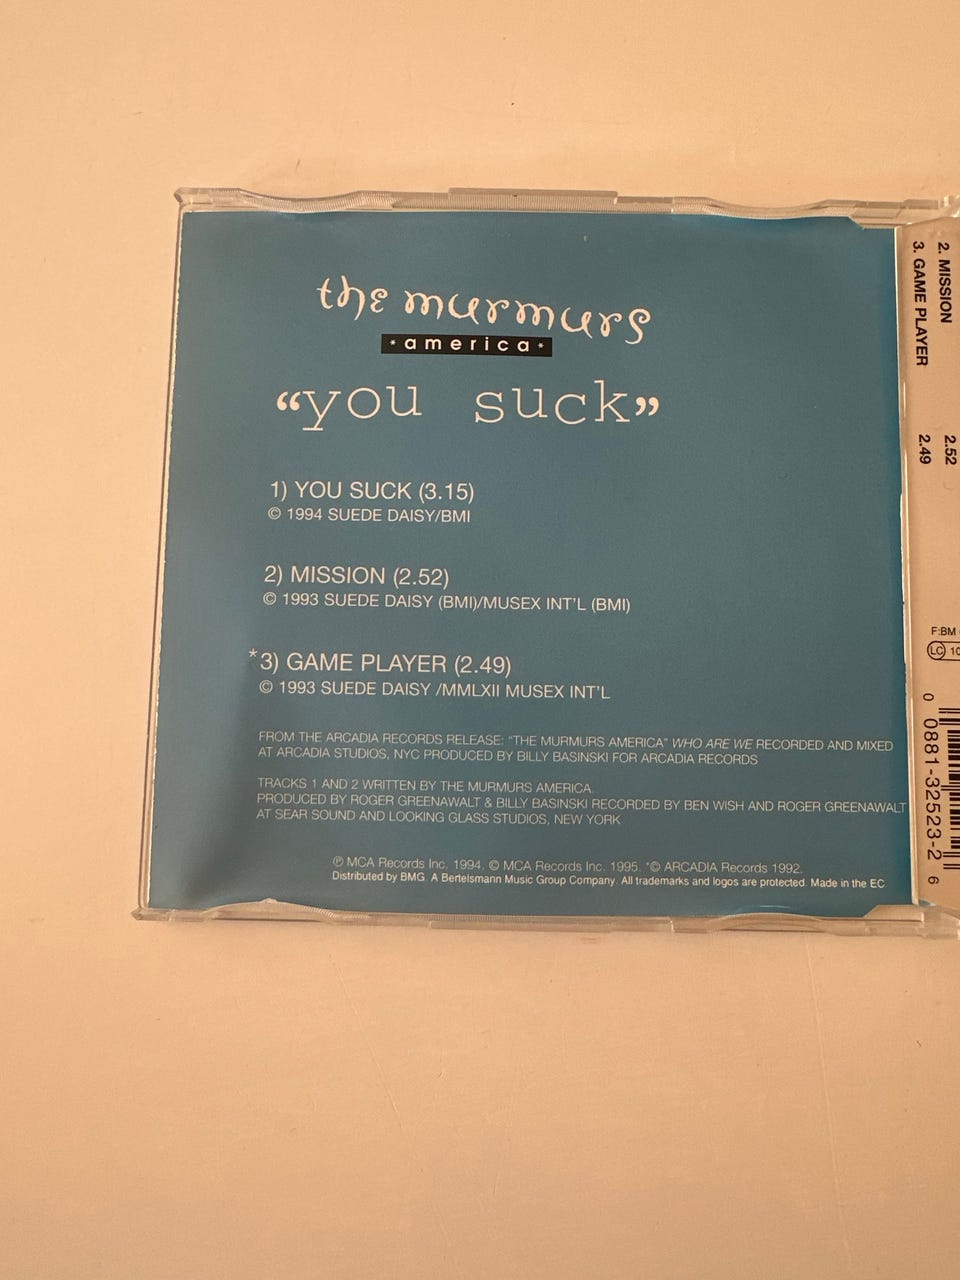 the murmurs
*america*
“you suck”
1) YOU SUCK (3.15)
© 1994 SUEDE DAISY/BMI
2) MISSION (2.52)
© 1993 SUEDE DAISY (BMI)/MUSEX INT'L (BMI)
*3) GAME PLAYER (2.49)
© 1993 SUEDE DAISY /MMLXII MUSEX INT'L
FROM THE ARCADIA RECORDS RELEASE: "THE MURMURS AMERICA" WHO ARE WE RECORDED AND MIXED
AT ARCADIA STUDIOS, NYC PRODUCED BY BILLY BASINSKI FOR ARCADIA RECORDS
TRACKS 1 AND 2 WRITTEN BY THE MURMURS AMERICA.
PRODUCED BY ROGER GREENAWALT & BILLY BASINSKI RECORDED BY BEN WISH AND ROGER GREENAWALT
AT SEAR SOUND AND LOOKING GLASS STUDIOS, NEW YORK
℗ MCA Records Inc. 1994. © MCA Records Inc. 1995. *© ARCADIA Records 1992.
Distributed by BMG. A Bertelsmann Music Group Company. All trademarks and logos are protected. Made in the EC
2. MISSION 2.52
3. GAME PLAYER 2.49
F:BM
LC 10
0 0881-32523-2 6